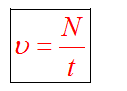 υ = N/t